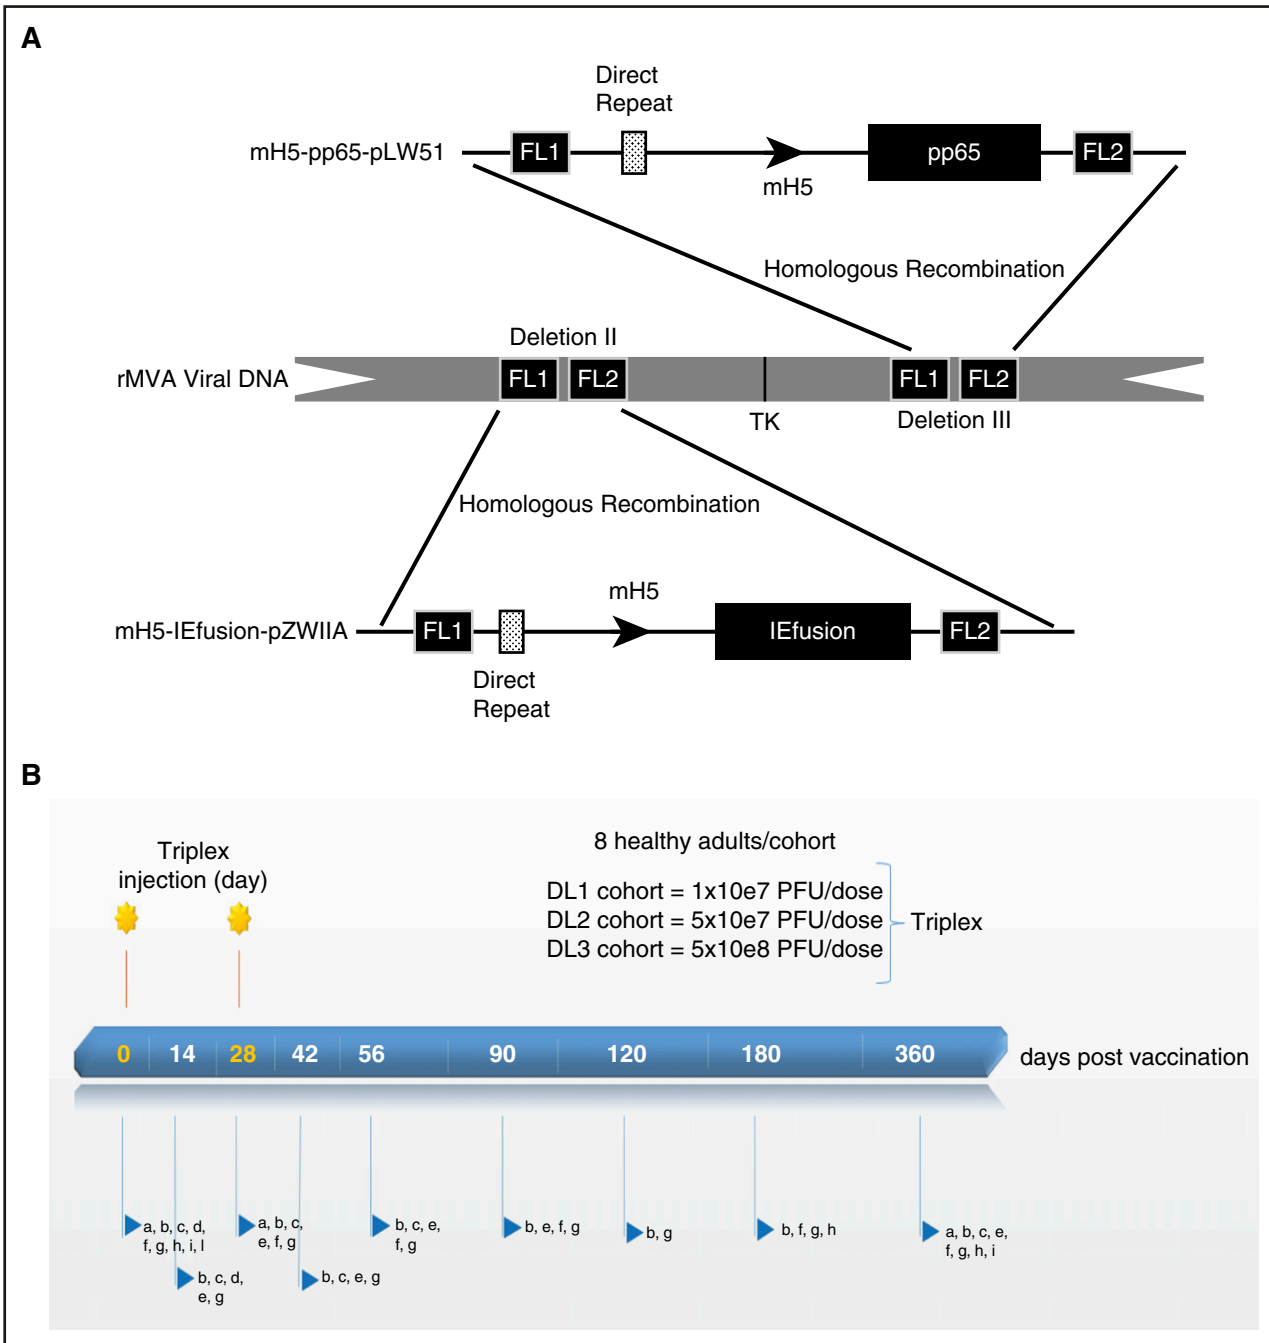 A
Direct
Repeat
mH5-pp65-pLW51
FL1
pp65
FL2
mH5
Homologous Recombination
Deletion II
rMVA Viral DNA
FL1
FL2
FL1
FL2
TK
Deletion III
Homologous Recombination
mH5
mH5-IEfusion-pZWIIA
FL1
IEfusion
FL2
Direct
Repeat
B
Triplex
injection (day)
8 healthy adults/cohort
DL1 cohort = 1x10e7 PFU/dose
DL2 cohort = 5x10e7 PFU/dose
DL3 cohort = 5x10e8 PFU/dose
Triplex
0 14 28 42 56 90 120 180 360
days post vaccination
a, b, c, d,
f, g, h, i, l
b, c, d,
e, g
a, b, c,
e, f, g
b, c, e, g
b, c, e,
f, g
b, e, f, g
b, g
b, f, g, h
a, b, c, e,
f, g, h, i